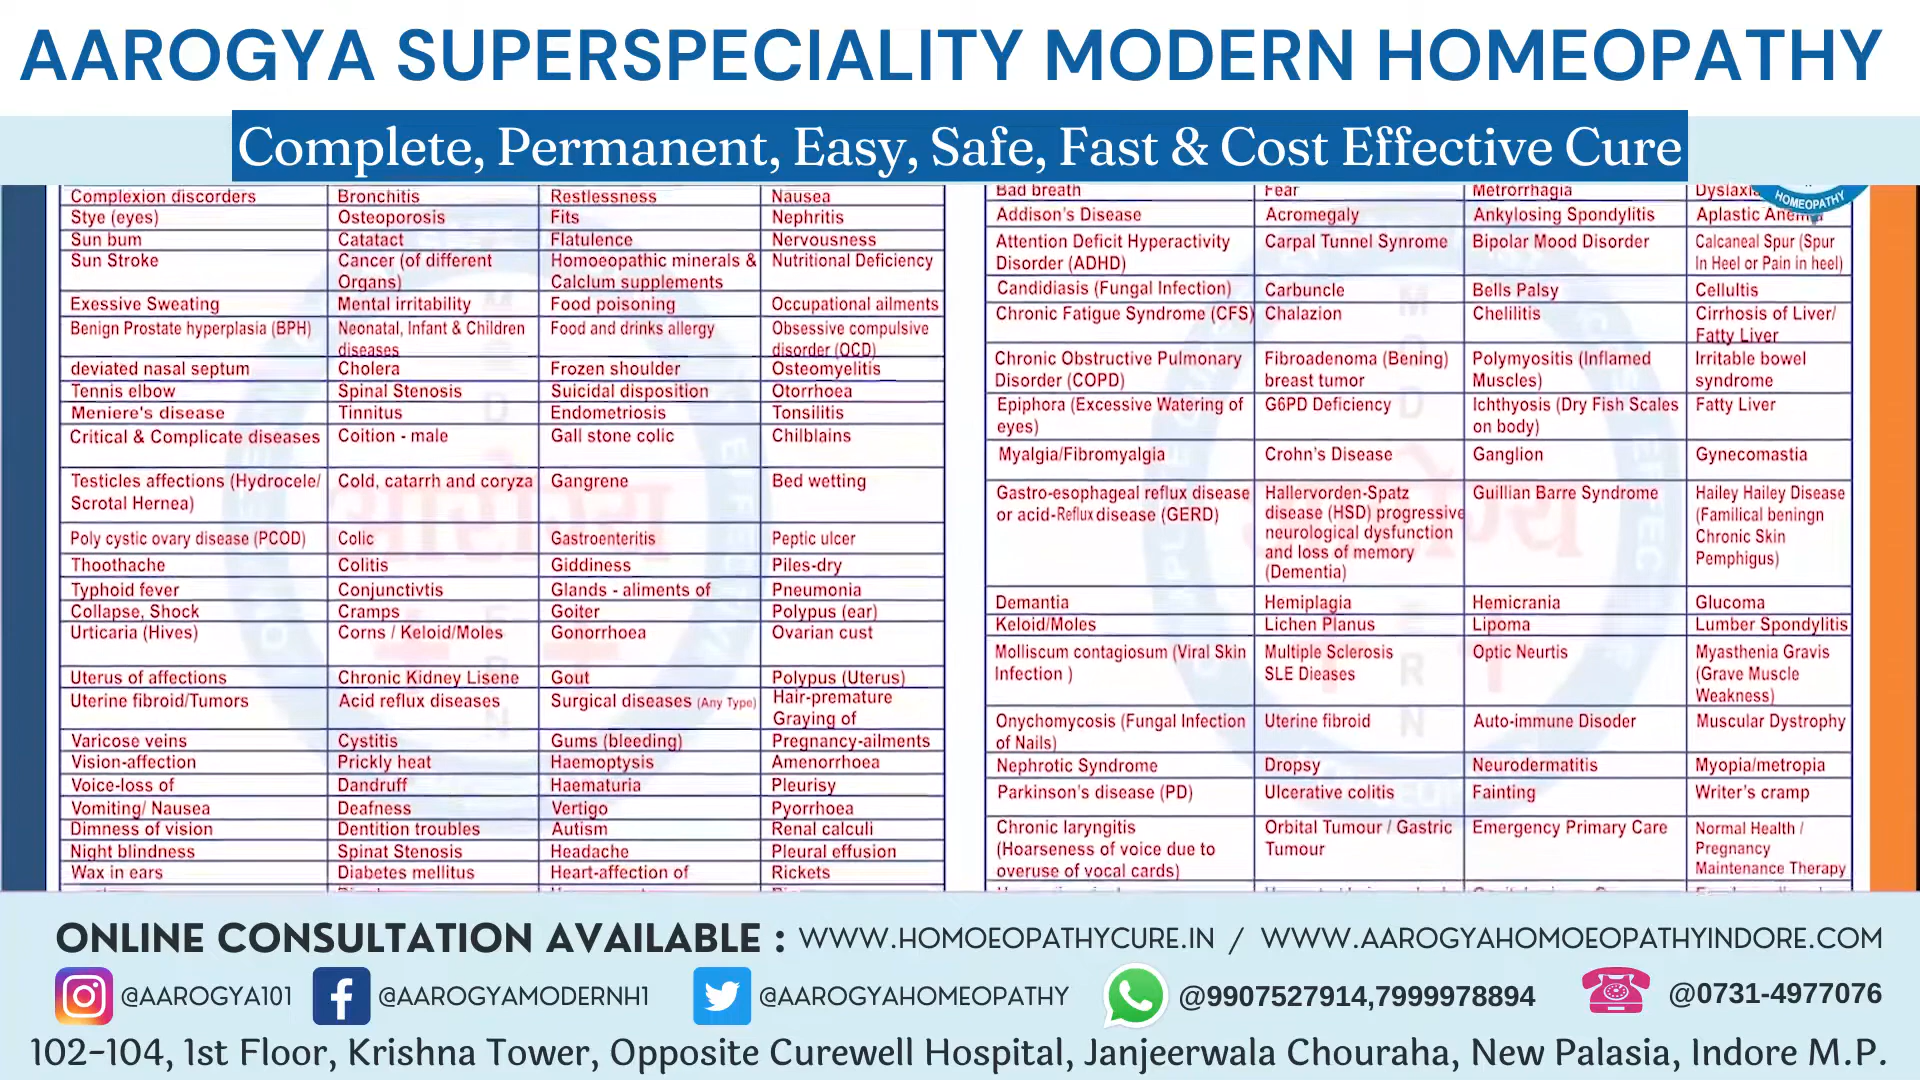 AAROGYA SUPERSPECIALITY MODERN HOMEOPATHY
Complete, Permanent, Easy, Safe, Fast & Cost Effective Cure
HOMEOPATHY
Complexion discorders Bronchitis Restlessness Nausea
Stye (eyes) Osteoporosis Fits Nephritis
Sun bum Catatact Flatulence Nervousness
Sun Stroke Cancer (of different Homoeopathic minerals & Nutritional Deficiency
Organs) Calclum supplements
Exessive Sweating Mental irritability Food poisoning Occupational ailments
Benign Prostate hyperplasia (BPH) Neonatal, Infant & Children Food and drinks allergy Obsessive compulsive
diseases disorder (OCD)
deviated nasal septum Cholera Frozen shoulder Osteomyelitis
Tennis elbow Spinal Stenosis Suicidal disposition Otorrhoea
Meniere's disease Tinnitus Endometriosis Tonsilitis
Critical & Complicate diseases Coition - male Gall stone colic Chilblains
Testicles affections (Hydrocele/ Cold, catarrh and coryza Gangrene Bed wetting
Scrotal Hernea)
Poly cystic ovary disease (PCOD) Colic Gastroenteritis Peptic ulcer
Thoothache Colitis Giddiness Piles-dry
Typhoid fever Conjunctivtis Glands - aliments of Pneumonia
Collapse, Shock Cramps Goiter Polypus (ear)
Urticaria (Hives) Corns / Keloid/Moles Gonorrhoea Ovarian cust
Uterus of affections Chronic Kidney Lisene Gout Polypus (Uterus)
Uterine fibroid/Tumors Acid reflux diseases Surgical diseases (Any Type) Hair-premature
Graying of
Varicose veins Cystitis Gums (bleeding) Pregnancy-ailments
Vision-affection Prickly heat Haemoptysis Amenorrhoea
Voice-loss of Dandruff Haematuria Pleurisy
Vomiting/ Nausea Deafness Vertigo Pyorrhoea
Dimness of vision Dentition troubles Autism Renal calculi
Night blindness Spinat Stenosis Headache Pleural effusion
Wax in ears Diabetes mellitus Heart-affection of Rickets
Bad breath Fear Metrorrhagia
Addison's Disease Acromegaly Ankylosing Spondylitis Aplastic Anemia
Attention Deficit Hyperactivity Carpal Tunnel Synrome Bipolar Mood Disorder Calcaneal Spur (Spur
Disorder (ADHD) In Heel or Pain in heel)
Candidiasis (Fungal Infection) Carbuncle Bells Palsy Cellultis
Chronic Fatigue Syndrome (CFS) Chalazion Chelilitis Cirrhosis of Liver/
Fatty Liver
Chronic Obstructive Pulmonary Fibroadenoma (Bening) Polymyositis (Inflamed Irritable bowel
Disorder (COPD) breast tumor Muscles) syndrome
Epiphora (Excessive Watering of G6PD Deficiency Ichthyosis (Dry Fish Scales Fatty Liver
eyes) on body)
Myalgia/Fibromyalgia Crohn's Disease Ganglion Gynecomastia
Gastro-esophageal reflux disease Hallervorden-Spatz Guillian Barre Syndrome Hailey Hailey Disease
or acid-Reflux disease (GERD) disease (HSD) progressive (Familical beningn
neurological dysfunction Chronic Skin
and loss of memory Pemphigus)
(Dementia)
Demantia Hemiplagia Hemicrania Glucoma
Keloid/Moles Lichen Planus Lipoma Lumber Spondylitis
Molliscum contagiosum (Viral Skin Multiple Sclerosis Optic Neurtis Myasthenia Gravis
Infection ) SLE Dieases (Grave Muscle
Weakness)
Onychomycosis (Fungal Infection Uterine fibroid Auto-immune Disoder Muscular Dystrophy
of Nails)
Nephrotic Syndrome Dropsy Neurodermatitis Myopia/metropia
Parkinson's disease (PD) Ulcerative colitis Fainting Writer's cramp
Chronic laryngitis Orbital Tumour / Gastric Emergency Primary Care Normal Health /
(Hoarseness of voice due to Tumour Pregnancy
overuse of vocal cards) Maintenance Therapy
ONLINE CONSULTATION AVAILABLE : WWW.HOMOEOPATHYCURE.IN / WWW.AAROGYAHOMOEOPATHYINDORE.COM
@AAROGYA101 @AAROGYAMODERNH1 @AAROGYAHOMEOPATHY @9907527914,7999978894 @0731-4977076
102-104, 1st Floor, Krishna Tower, Opposite Curewell Hospital, Janjeerwala Chouraha, New Palasia, Indore M.P.